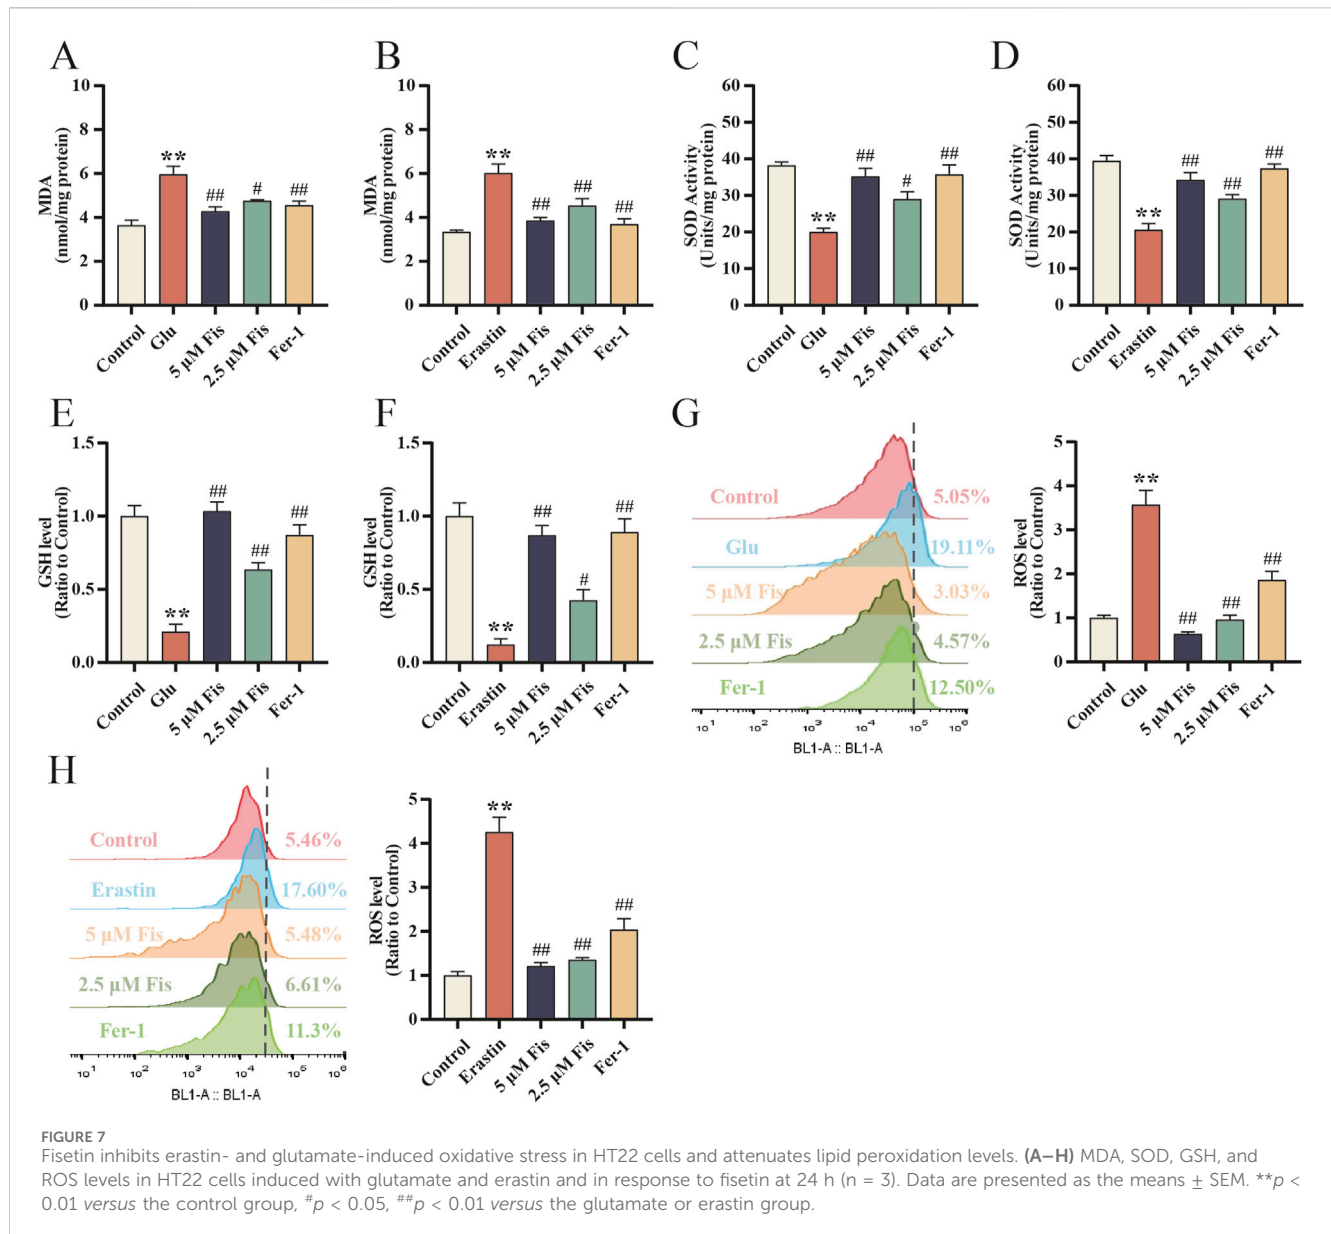 A
MDA
(nmol/mg protein)
10
8
6
4
2
0
**
##
#
##
Control
Glu
5 μM Fis
2.5 μM Fis
Fer-1
B
MDA
(nmol/mg protein)
10
8
6
4
2
0
**
##
##
##
Control
Erastin
5 μM Fis
2.5 μM Fis
Fer-1
C
SOD Activity
(Units/mg protein)
60
50
40
30
20
10
0
**
##
#
##
Control
Glu
5 μM Fis
2.5 μM Fis
Fer-1
D
SOD Activity
(Units/mg protein)
60
50
40
30
20
10
0
**
##
##
##
Control
Erastin
5 μM Fis
2.5 μM Fis
Fer-1
E
GSH level
(Ratio to Control)
1.5
1.0
0.5
0.0
**
##
##
##
Control
Glu
5 μM Fis
2.5 μM Fis
Fer-1
F
GSH level
(Ratio to Control)
1.5
1.0
0.5
0.0
**
##
#
##
Control
Erastin
5 μM Fis
2.5 μM Fis
Fer-1
G
Control 5.05%
Glu 19.11%
5 μM Fis 3.03%
2.5 μM Fis 4.57%
Fer-1 12.50%
10¹ 10² 10³ 10⁴ 10⁵ 10⁶
BL1-A :: BL1-A
ROS level
(Ratio to Control)
5
4
3
2
1
0
**
##
##
##
Control
Glu
5 μM Fis
2.5 μM Fis
Fer-1
H
Control 5.46%
Erastin 17.60%
5 μM Fis 5.48%
2.5 μM Fis 6.61%
Fer-1 11.3%
10¹ 10² 10³ 10⁴ 10⁵ 10⁶
BL1-A :: BL1-A
ROS level
(Ratio to Control)
5
4
3
2
1
0
**
##
##
##
Control
Erastin
5 μM Fis
2.5 μM Fis
Fer-1
FIGURE 7
Fisetin inhibits erastin- and glutamate-induced oxidative stress in HT22 cells and attenuates lipid peroxidation levels. (A–H) MDA, SOD, GSH, and
ROS levels in HT22 cells induced with glutamate and erastin and in response to fisetin at 24 h (n = 3). Data are presented as the means ± SEM. **p <
0.01 versus the control group, #p < 0.05, ##p < 0.01 versus the glutamate or erastin group.